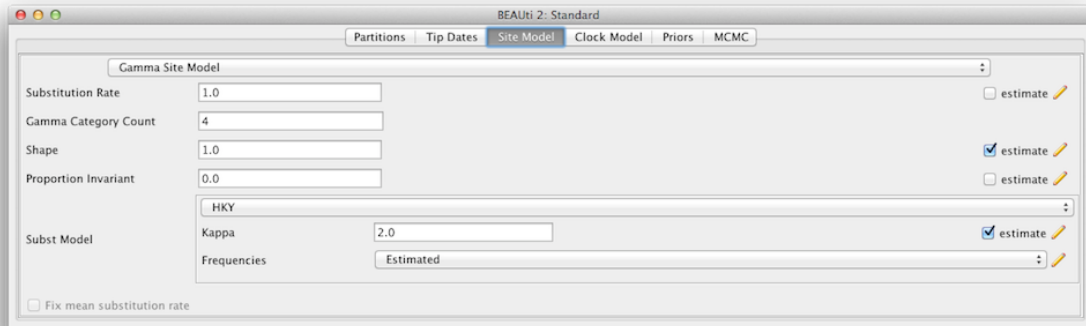 BEAUti 2: Standard
Partitions Tip Dates Site Model Clock Model Priors MCMC
Gamma Site Model
Substitution Rate 1.0 estimate
Gamma Category Count 4
Shape 1.0 estimate
Proportion Invariant 0.0 estimate
HKY
Subst Model
Kappa 2.0 estimate
Frequencies Estimated
Fix mean substitution rate